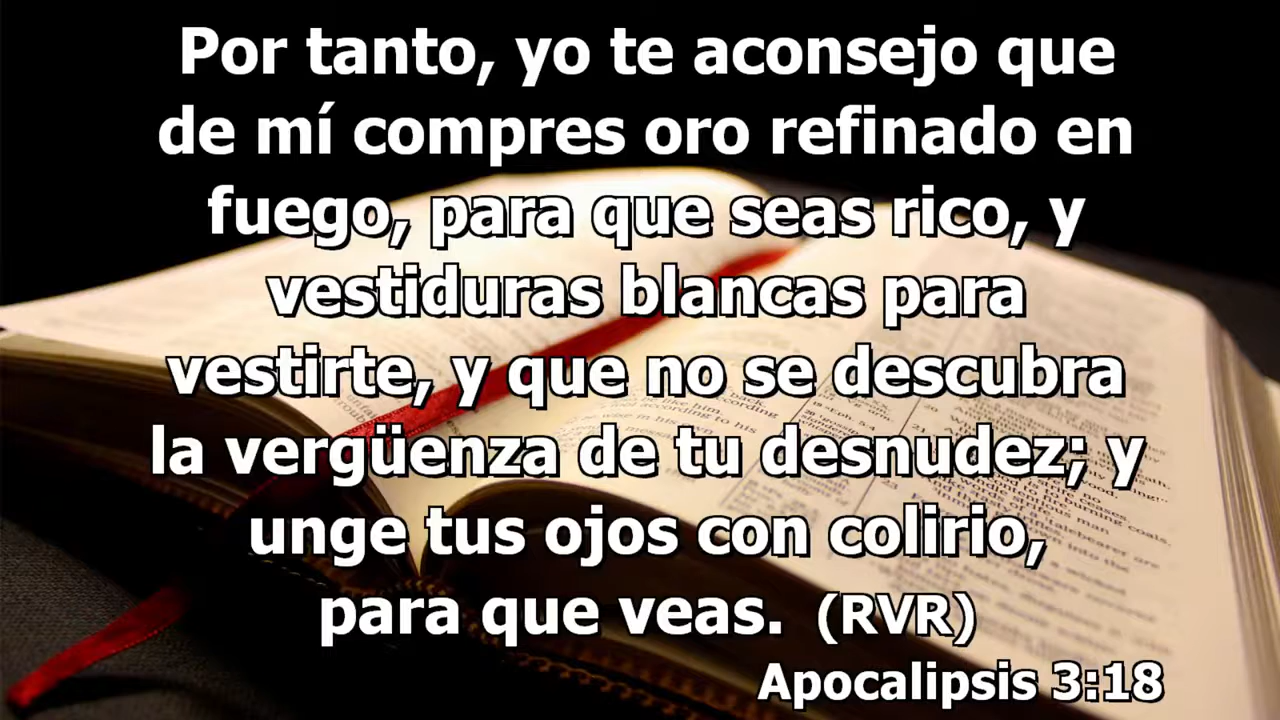 Por tanto, yo te aconsejo que
de mí compres oro refinado en
fuego, para que seas rico, y
vestiduras blancas para
vestirte, y que no se descubra
la vergüenza de tu desnudez; y
unge tus ojos con colirio,
para que veas. (RVR)
Apocalipsis 3:18